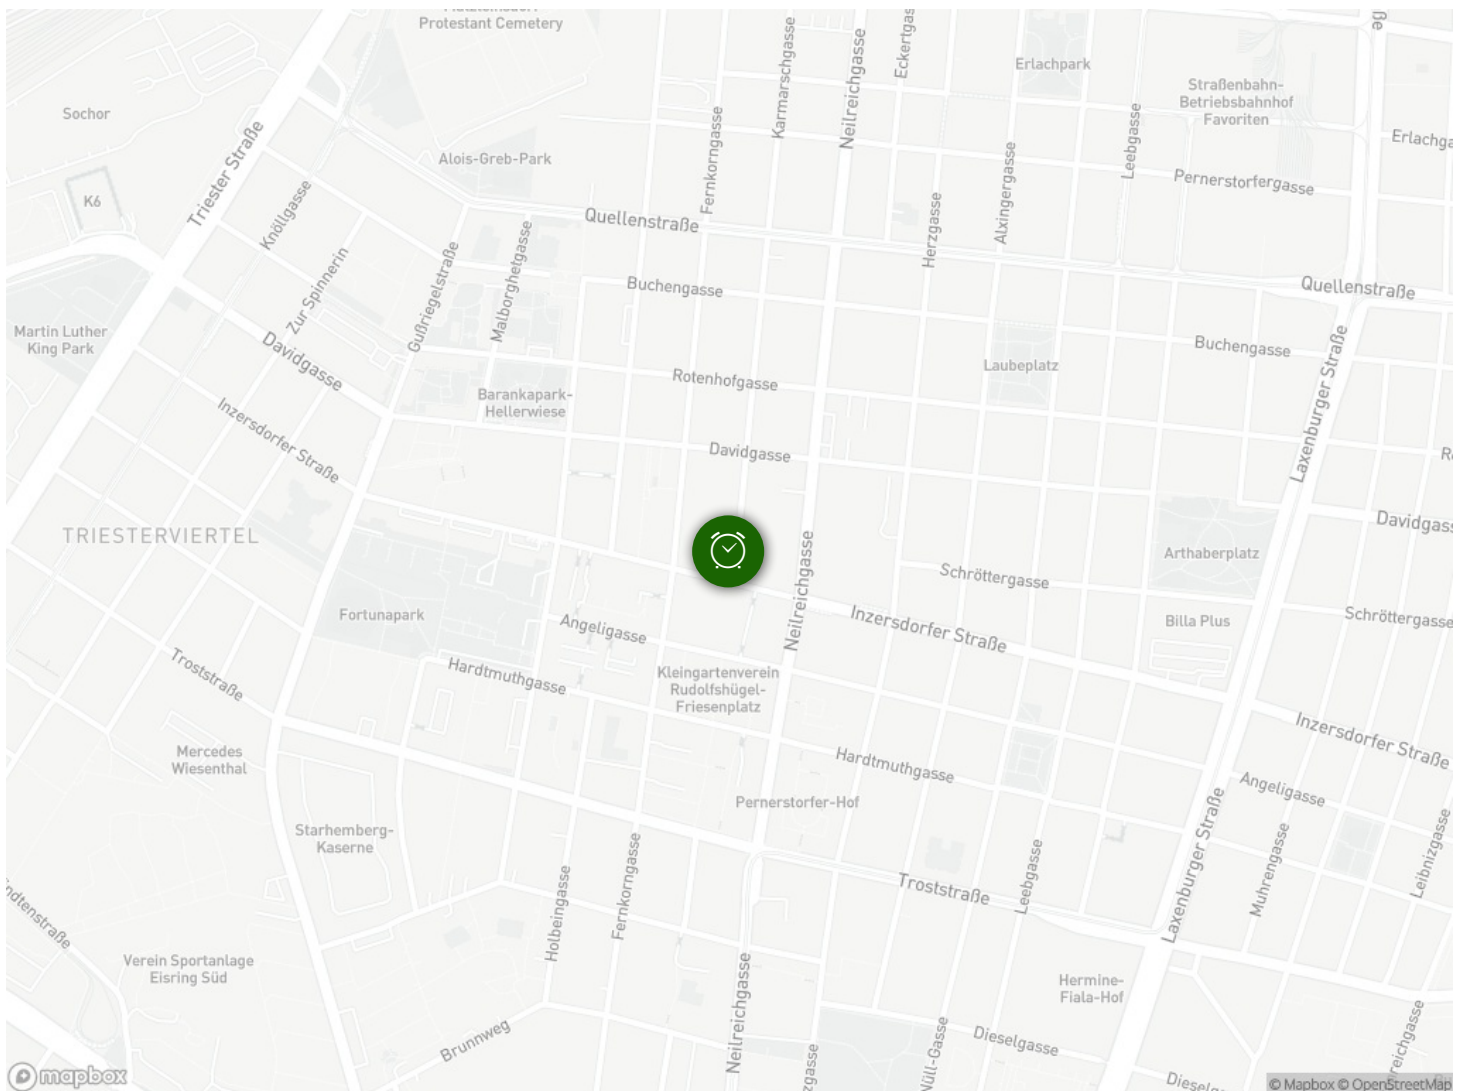 Protestant Cemetery
Karmarschgasse
Neilreichgasse
Erlachpark
Straßenbahn-
Betriebsbahnhof
Favoriten
Sochor
Triester Straße
Alois-Greb-Park
Fernkorngasse
Leebgasse
Pernerstorfergasse
K6
Knöllgasse
Quellenstraße
Herzgasse
Alxingergasse
Zur Spinnerin
Gußriegelstraße
Malborghetgasse
Buchengasse
Quellenstraße
Martin Luther
King Park
Davidgasse
Buchengasse
Laubeplatz
Rotenhofgasse
Barankapark-
Hellerwiese
Laxenburger Straße
Inzersdorfer Straße
Davidgasse
TRIESTERVIERTEL
Arthaberplatz
Schröttergasse
Neilreichgasse
Fortunapark
Angeligasse
Inzersdorfer Straße
Billa Plus
Schröttergasse
Troststraße
Hardtmuthgasse
Kleingartenverein
Rudolfshügel-
Friesenplatz
Inzersdorfer Straße
Mercedes
Wiesenthal
Hardtmuthgasse
Angeligasse
Pernerstorfer-Hof
Starhemberg-
Kaserne
Laxenburger Straße
Muhrengasse
Leibnizgasse
Holbeingasse
Fernkorngasse
Troststraße
Leebgasse
Verein Sportanlage
Eisring Süd
Hermine-
Fiala-Hof
Neilreichgasse
Brunnweg
Dieselgasse
mapbox
© Mapbox © OpenStreetMap